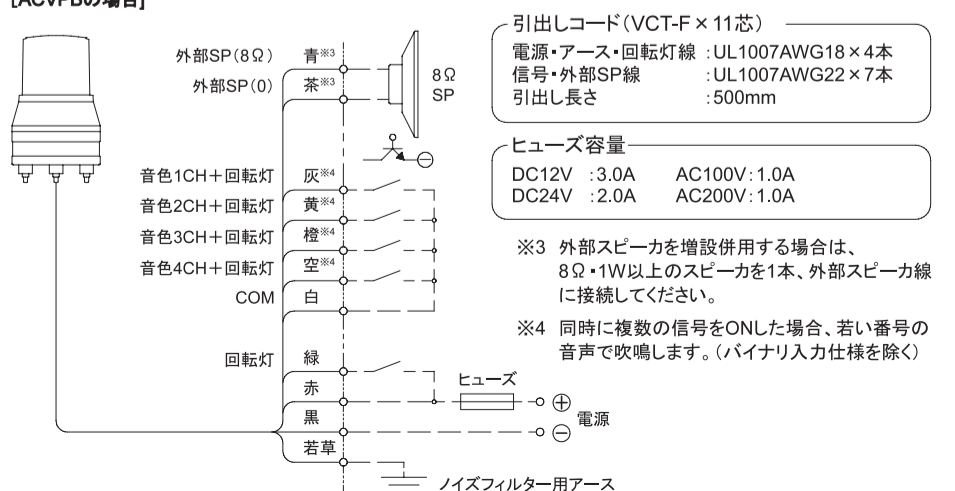 [ACVPBの場合]
外部SP(8Ω) 青※3
外部SP(0) 茶※3
8Ω
SP
音色1CH＋回転灯 灰※4
音色2CH＋回転灯 黄※4
音色3CH＋回転灯 橙※4
音色4CH＋回転灯 空※4
COM 白
回転灯 緑
赤
黒
若草
ヒューズ
電源
ノイズフィルター用アース
引出しコード(VCT-F×11芯)
電源・アース・回転灯線 :UL1007AWG18×4本
信号・外部SP線 :UL1007AWG22×7本
引出し長さ :500mm
ヒューズ容量
DC12V :3.0A AC100V:1.0A
DC24V :2.0A AC200V:1.0A
※3 外部スピーカを増設併用する場合は、
8Ω・1W以上のスピーカを1本、外部スピーカ線
に接続してください。
※4 同時に複数の信号をONした場合、若い番号の
音声で吹鳴します。(バイナリ入力仕様を除く)